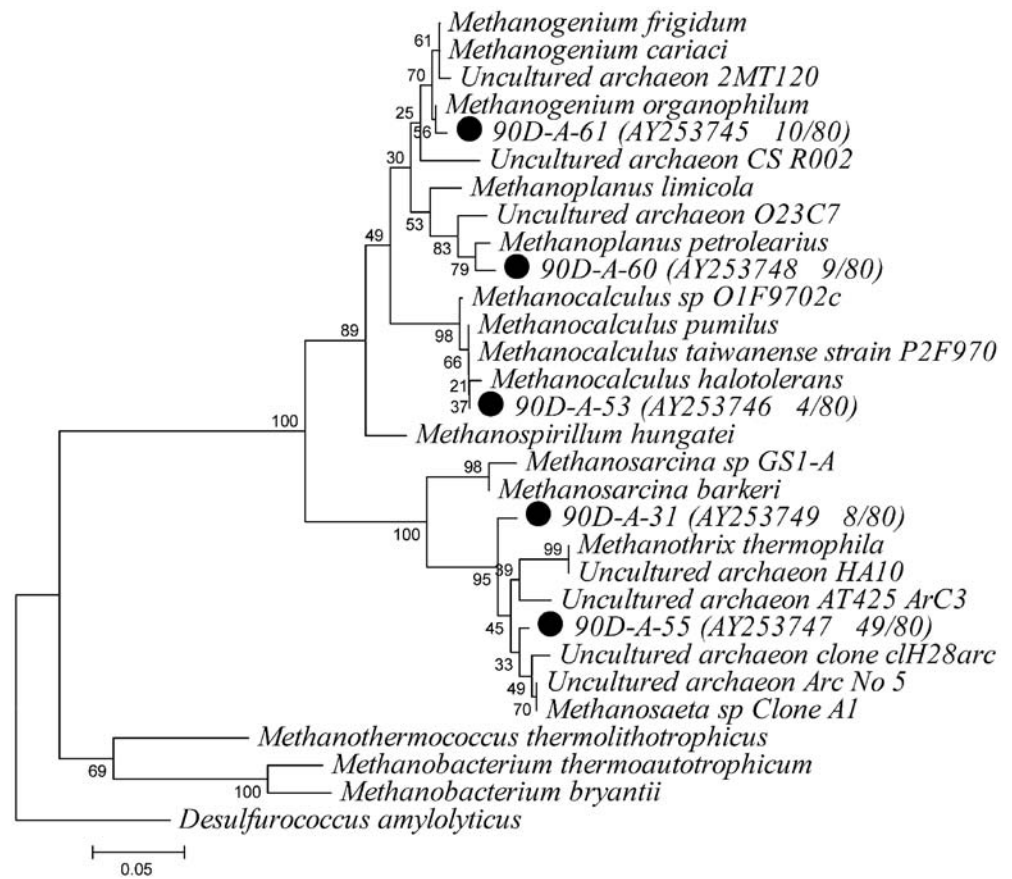 Methanogenium frigidum
61
Methanogenium cariaci
70
Uncultured archaeon 2MT120
Methanogenium organophilum
25
56
90D-A-61 (AY253745 10/80)
30
Uncultured archaeon CS R002
Methanoplanus limicola
53
Uncultured archaeon O23C7
49
83
Methanoplanus petrolearius
79
90D-A-60 (AY253748 9/80)
Methanocalculus sp O1F9702c
89
98
Methanocalculus pumilus
66
Methanocalculus taiwanense strain P2F970
21
Methanocalculus halotolerans
37
90D-A-53 (AY253746 4/80)
100
Methanospirillum hungatei
98
Methanosarcina sp GS1-A
Methanosarcina barkeri
100
90D-A-31 (AY253749 8/80)
99
Methanothrix thermophila
95
39
Uncultured archaeon HA10
Uncultured archaeon AT425 ArC3
45
90D-A-55 (AY253747 49/80)
33
Uncultured archaeon clone clH28arc
49
Uncultured archaeon Arc No 5
70
Methanosaeta sp Clone A1
Methanothermococcus thermolithotrophicus
69
Methanobacterium thermoautotrophicum
100
Methanobacterium bryantii
Desulfurococcus amylolyticus
0.05